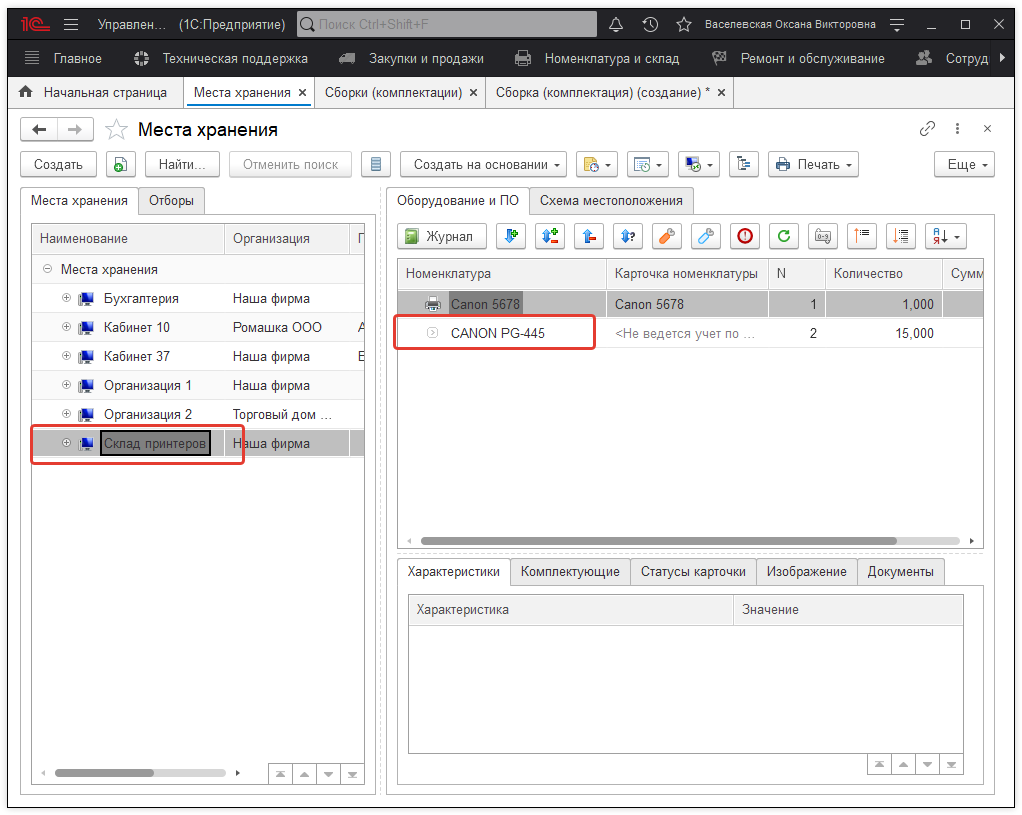 1С Управлен... (1С:Предприятие) Поиск Ctrl+Shift+F Васелевская Оксана Викторовна
Главное Техническая поддержка Закупки и продажи Номенклатура и склад Ремонт и обслуживание Сотруд
Начальная страница Места хранения × Сборки (комплектации) × Сборка (комплектация) (создание) * ×
Места хранения
Создать Найти... Отменить поиск Создать на основании Печать Еще
Места хранения Отборы
Наименование Организация П
Места хранения
Бухгалтерия Наша фирма
Кабинет 10 Ромашка ООО А
Кабинет 37 Наша фирма Е
Организация 1 Наша фирма
Организация 2 Торговый дом ...
Склад принтеров Наша фирма
Оборудование и ПО Схема местоположения
Журнал 0-9 Я Я
Номенклатура Карточка номенклатуры N Количество Сумм
Canon 5678 Canon 5678 1 1,000
CANON PG-445 <Не ведется учет по ... 2 15,000
Характеристики Комплектующие Статусы карточки Изображение Документы
Характеристика Значение